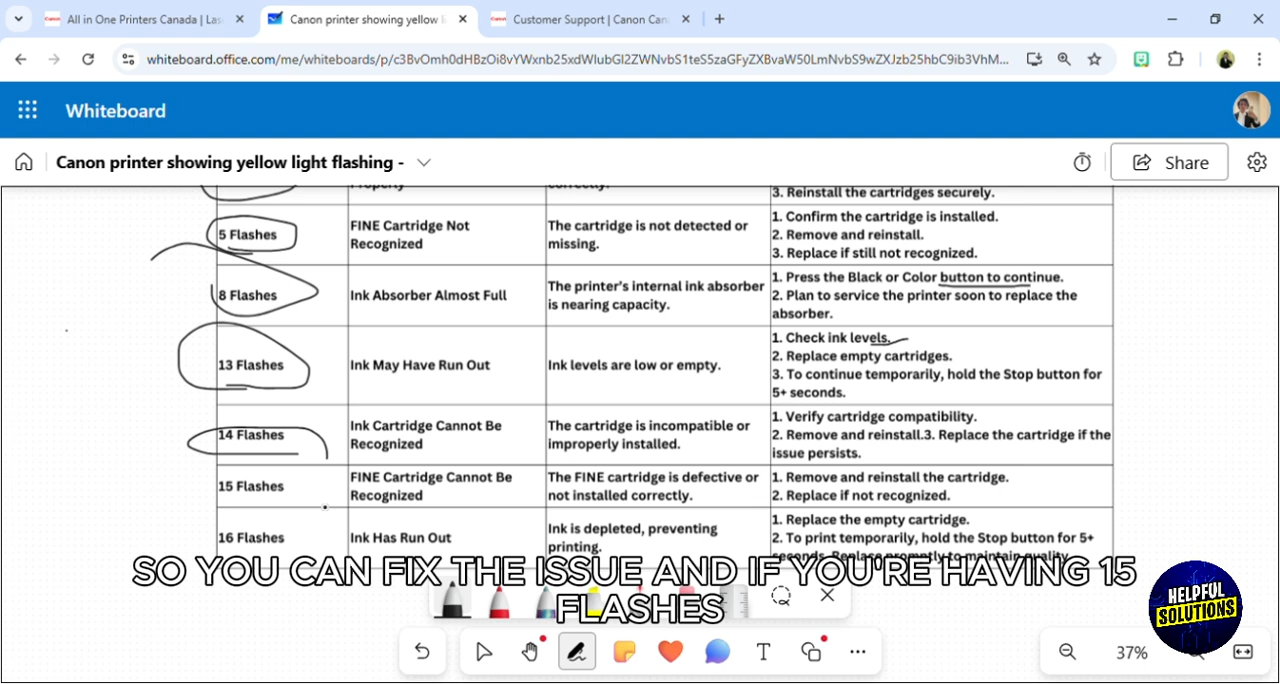 All in One Printers Canada | Las
Canon printer showing yellow l
Customer Support | Canon Can
whiteboard.office.com/me/whiteboards/p/c3BvOmh0dHBzOi8vYWxnb25xdWlubGl2ZWNvbS1teS5zaGFyZXBvaW50LmNvbS9wZXJzb25hbC9ib3VhM...
Whiteboard
Canon printer showing yellow light flashing -
Share
correctly.
3. Reinstall the cartridges securely.
5 Flashes
FINE Cartridge Not
Recognized
The cartridge is not detected or
missing.
1. Confirm the cartridge is installed.
2. Remove and reinstall.
3. Replace if still not recognized.
8 Flashes
Ink Absorber Almost Full
The printer's internal ink absorber
is nearing capacity.
1. Press the Black or Color button to continue.
2. Plan to service the printer soon to replace the
absorber.
13 Flashes
Ink May Have Run Out
Ink levels are low or empty.
1. Check ink levels.
2. Replace empty cartridges.
3. To continue temporarily, hold the Stop button for
5+ seconds.
14 Flashes
Ink Cartridge Cannot Be
Recognized
The cartridge is incompatible or
improperly installed.
1. Verify cartridge compatibility.
2. Remove and reinstall.3. Replace the cartridge if the
issue persists.
15 Flashes
FINE Cartridge Cannot Be
Recognized
The FINE cartridge is defective or
not installed correctly.
1. Remove and reinstall the cartridge.
2. Replace if not recognized.
16 Flashes
Ink Has Run Out
Ink is depleted, preventing
printing.
1. Replace the empty cartridge.
2. To print temporarily, hold the Stop button for 5+
seconds. Replace promptly to maintain quality.
SO YOU CAN FIX THE ISSUE AND IF YOU'RE HAVING 15
FLASHES
HELPFUL
SOLUTIONS
37%